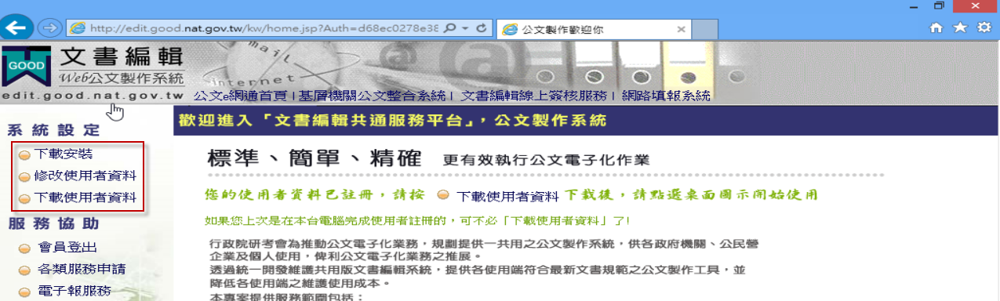 http://edit.good.nat.gov.tw/kw/home.jsp?Auth=d68ec0278e38
公文製作歡迎你
GOOD
文書編輯
Web公文製作系統
edit.good.nat.gov.tw
mail
internet
公文e網通首頁 | 基層機關公文整合系統 | 文書編輯線上簽核服務 | 網路填報系統
系統設定
下載安裝
修改使用者資料
下載使用者資料
服務協助
會員登出
各類服務申請
電子報服務
歡迎進入「文書編輯共通服務平台」，公文製作系統
標準、簡單、精確 更有效執行公文電子化作業
您的使用者資料已註冊，請按 下載使用者資料 下載後，請點選桌面圖示開始使用
如果您上次是在本台電腦完成使用者註冊的，可不必「下載使用者資料」了!
行政院研考會為推動公文電子化業務，規劃提供一共用之公文製作系統，供各政府機關、公民營
企業及個人使用，俾利公文電子化業務之推展。
透過統一開發維護共用版文書編輯系統，提供各使用端符合最新文書規範之公文製作工具，並
降低各使用端之維護使用成本。
本專案提供服務範圍包括：